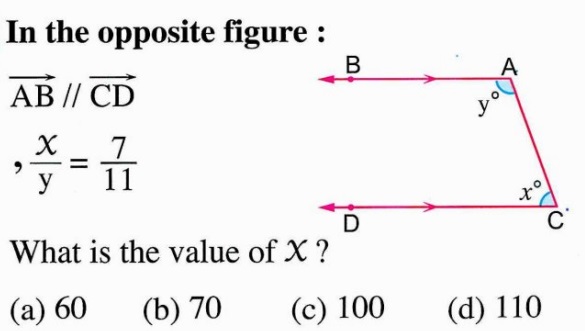 In the opposite figure :
B A
AB // CD
y°
, x/y = 7/11
x°
D C
What is the value of X ?
(a) 60 (b) 70 (c) 100 (d) 110